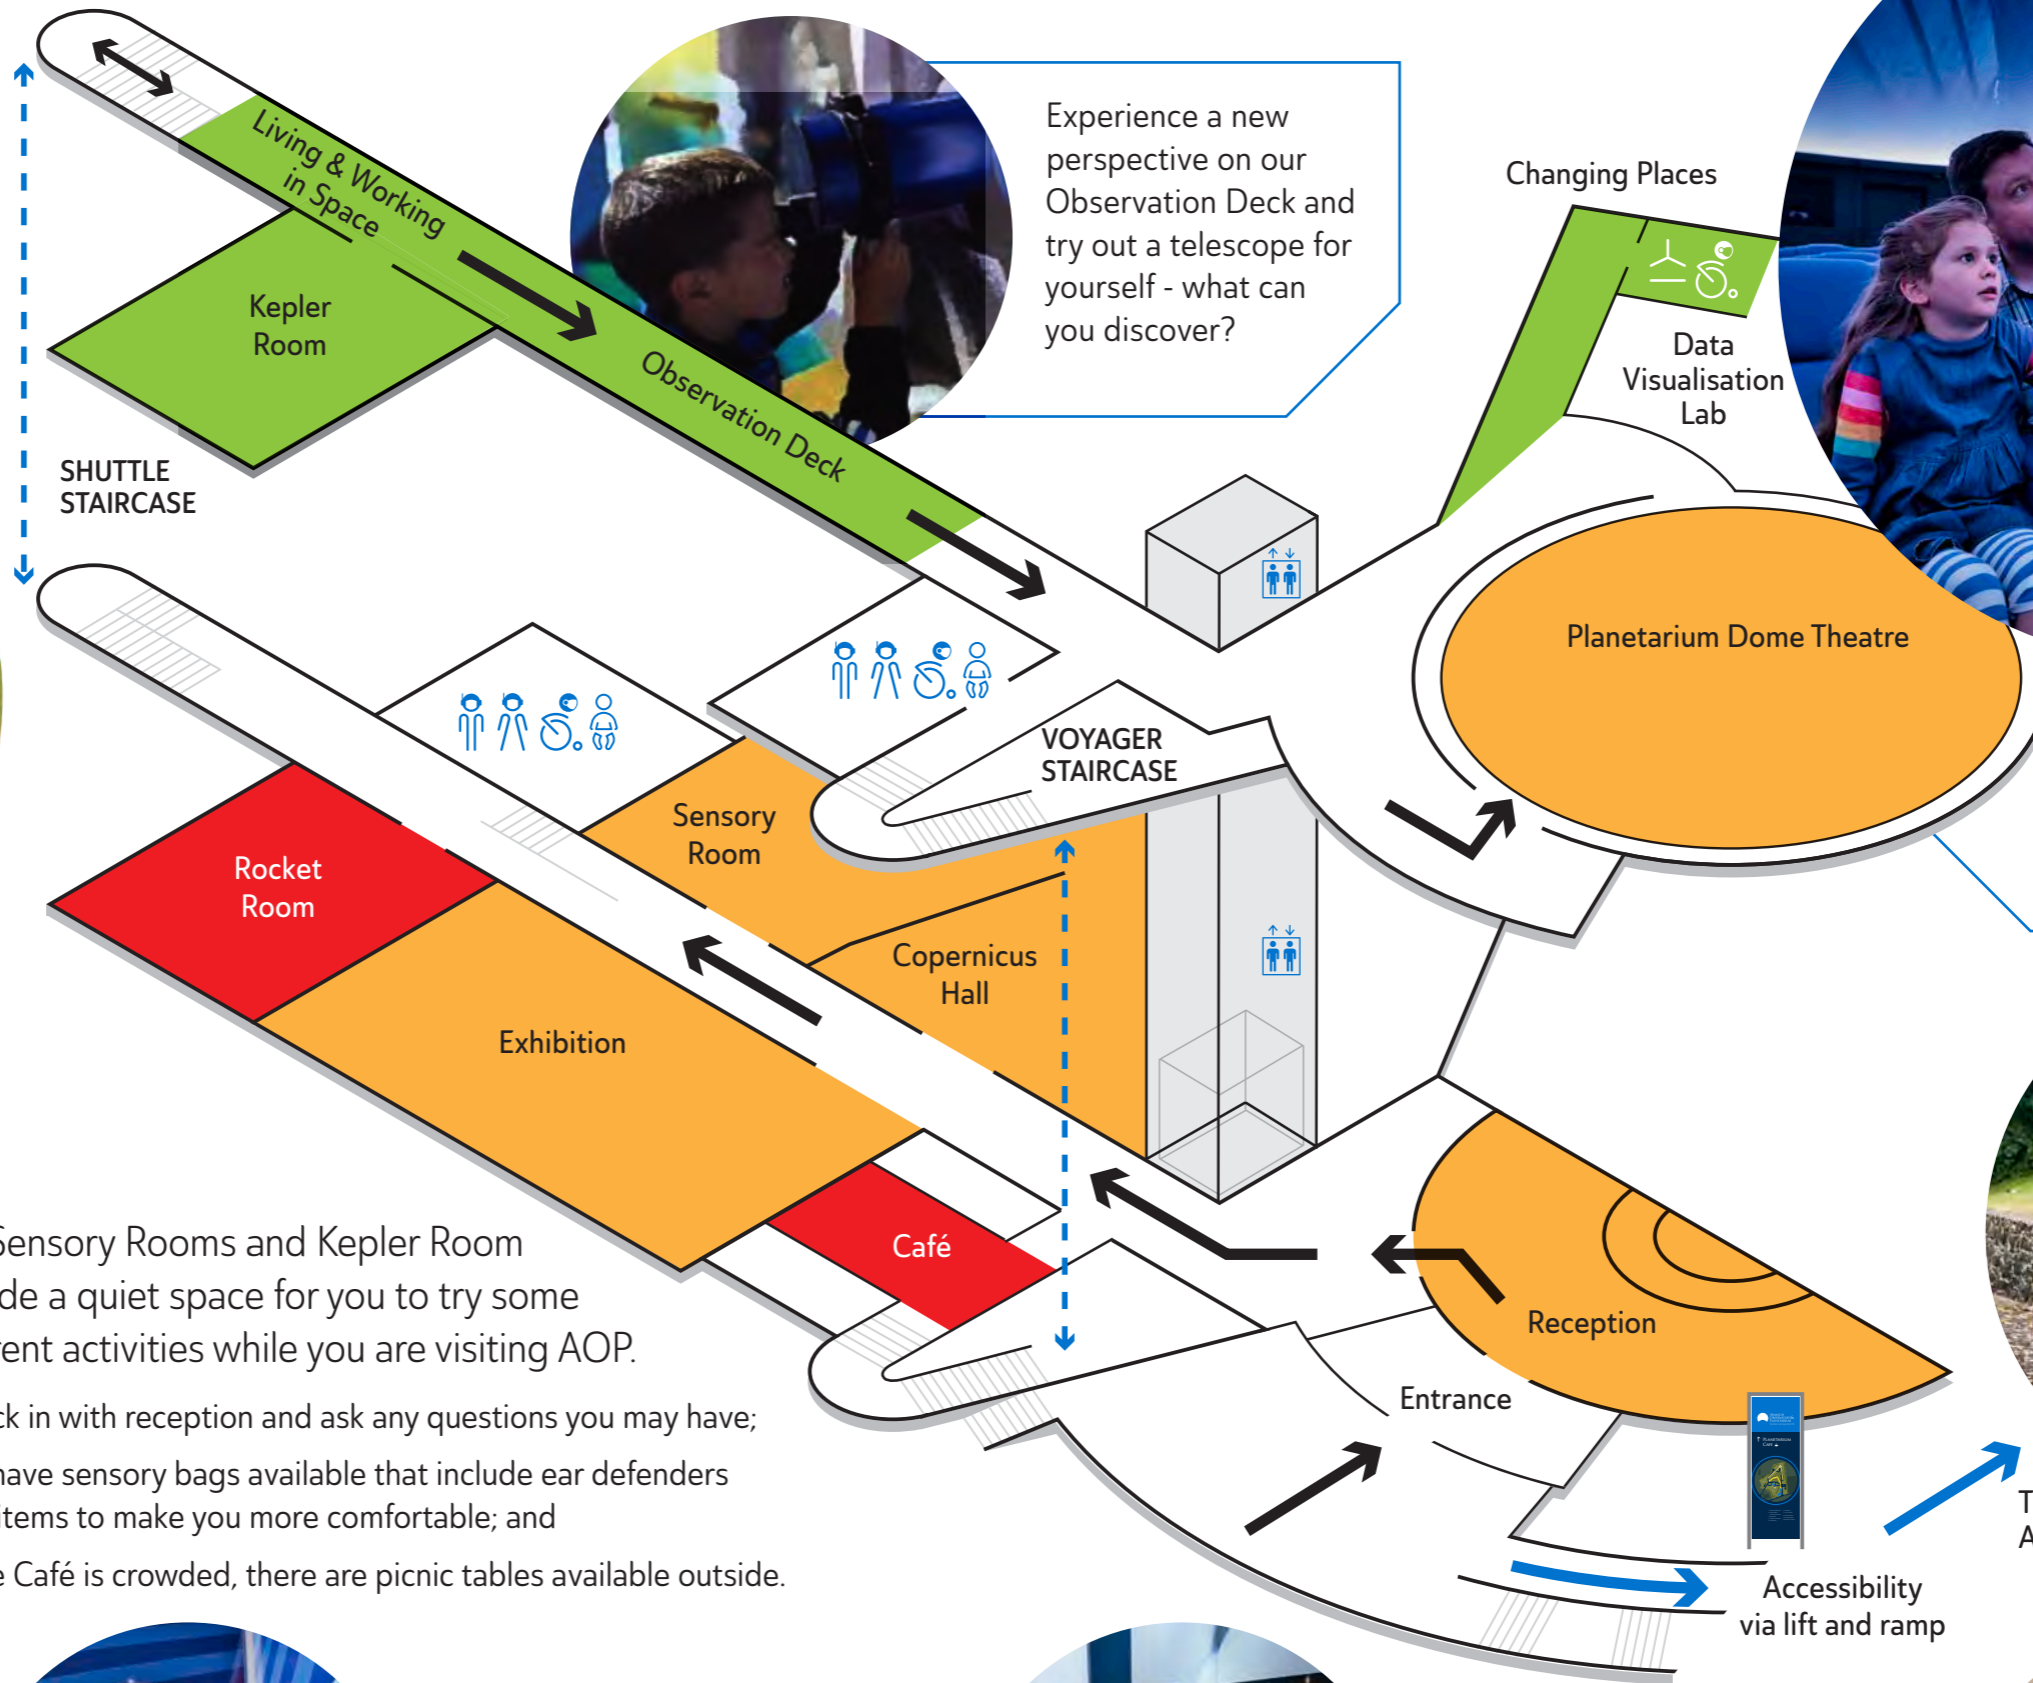 Living & Working
in Space
Kepler
Room
Observation Deck
Experience a new
perspective on our
Observation Deck and
try out a telescope for
yourself - what can
you discover?
Changing Places
Data
Visualisation
Lab
Planetarium Dome Theatre
SHUTTLE
STAIRCASE
VOYAGER
STAIRCASE
Sensory
Room
Rocket
Room
Copernicus
Hall
Exhibition
Café
Reception
Entrance
Sensory Rooms and Kepler Room
de a quiet space for you to try some
rent activities while you are visiting AOP.
ck in with reception and ask any questions you may have;
have sensory bags available that include ear defenders
items to make you more comfortable; and
e Café is crowded, there are picnic tables available outside.
Accessibility
via lift and ramp
T
A